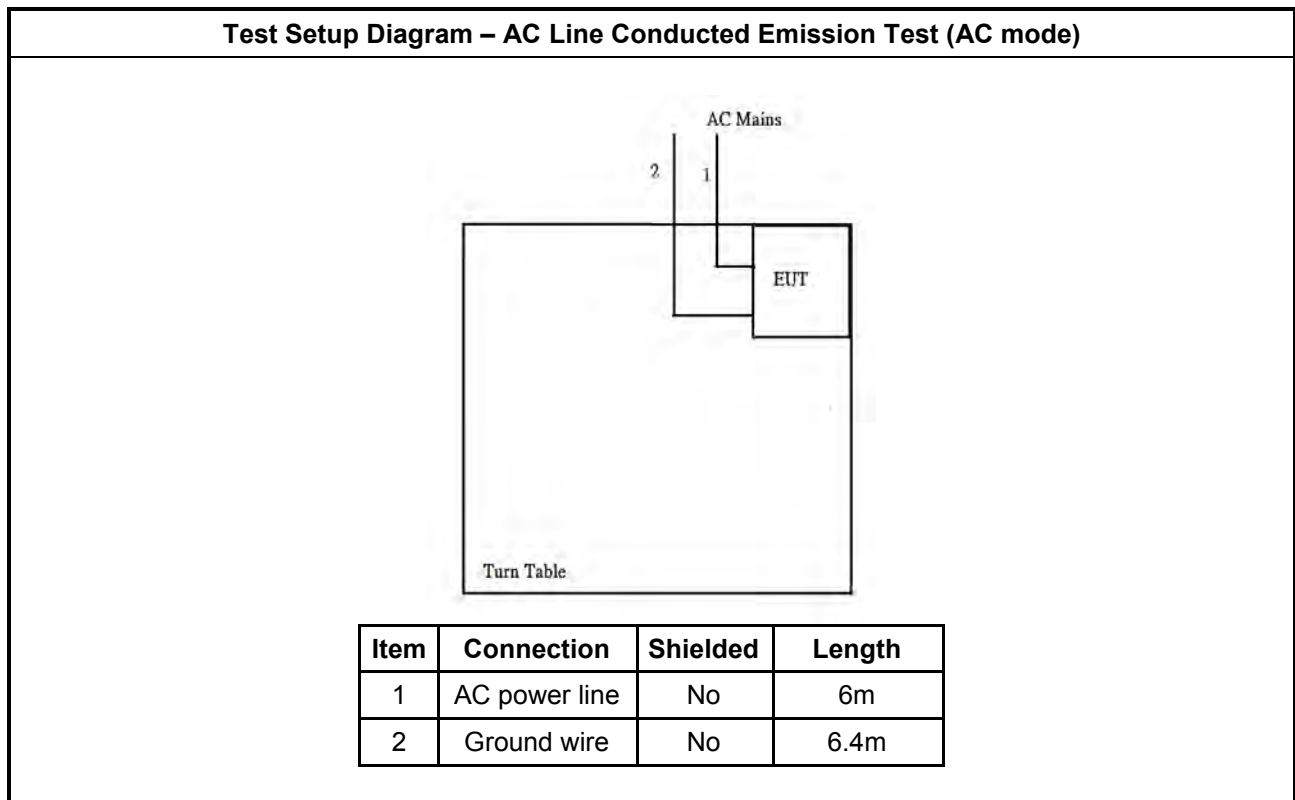 Test Setup Diagram – AC Line Conducted Emission Test (AC mode)
AC Mains
2 1
EUT
Turn Table
Item Connection Shielded Length
1 AC power line No 6m
2 Ground wire No 6.4m